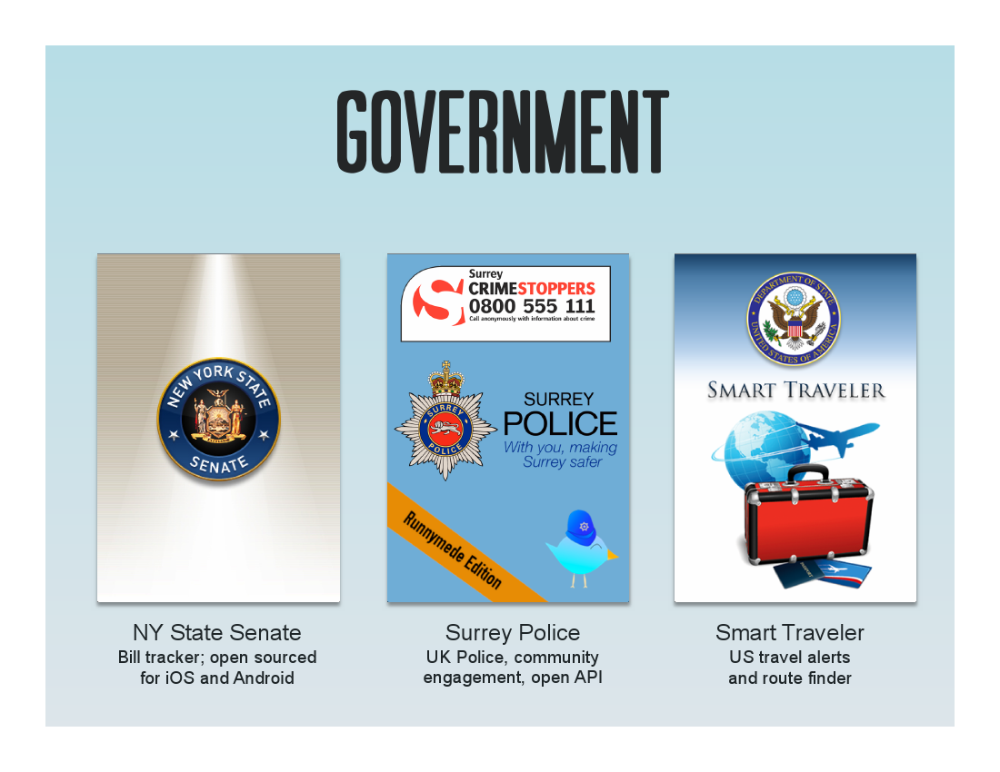 GOVERNMENT
NEW YORK STATE
SENATE
Surrey
CRIMESTOPPERS
0800 555 111
Call anonymously with information about crime
SURREY
POLICE
SURREY
POLICE
With you, making
Surrey safer
Runnymede Edition
DEPARTMENT OF STATE
UNITED STATES OF AMERICA
SMART TRAVELER
PASSPORT
NY State Senate
Bill tracker; open sourced
for iOS and Android
Surrey Police
UK Police, community
engagement, open API
Smart Traveler
US travel alerts
and route finder